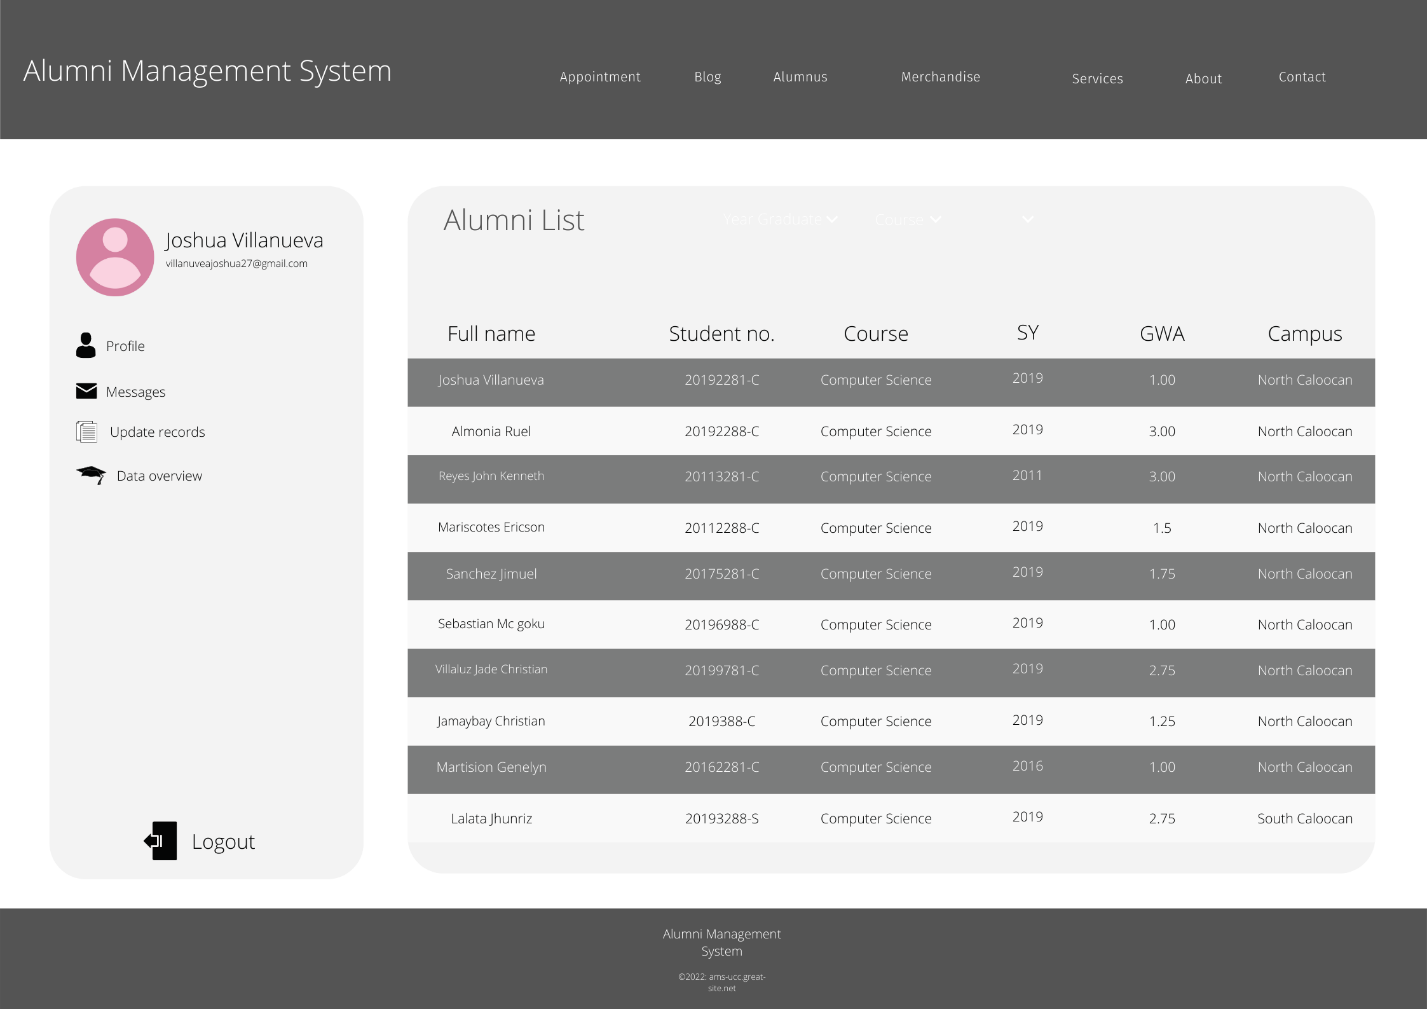 Alumni Management System
Appointment Blog Alumnus Merchandise Services About Contact
Joshua Villanueva
villanuveajoshua27@gmail.com
Profile
Messages
Update records
Data overview
Logout
Alumni List Year Graduate Course
Full name Student no. Course SY GWA Campus
Joshua Villanueva 20192281-C Computer Science 2019 1.00 North Caloocan
Almonia Ruel 20192288-C Computer Science 2019 3.00 North Caloocan
Reyes John Kenneth 20113281-C Computer Science 2011 3.00 North Caloocan
Mariscotes Ericson 20112288-C Computer Science 2019 1.5 North Caloocan
Sanchez Jimuel 20175281-C Computer Science 2019 1.75 North Caloocan
Sebastian Mc goku 20196988-C Computer Science 2019 1.00 North Caloocan
Villaluz Jade Christian 20199781-C Computer Science 2019 2.75 North Caloocan
Jamaybay Christian 2019388-C Computer Science 2019 1.25 North Caloocan
Martision Genelyn 20162281-C Computer Science 2016 1.00 North Caloocan
Lalata Jhunriz 20193288-S Computer Science 2019 2.75 South Caloocan
Alumni Management
System
©2022: ams-ucc.great-
site.net